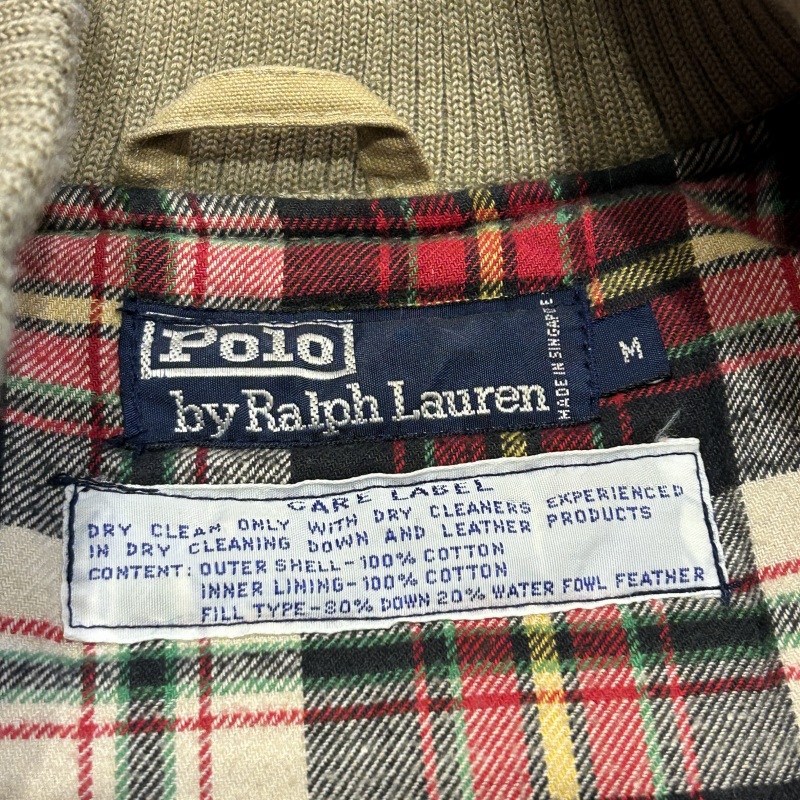 Polo
by Ralph Lauren
MADE IN SINGAPORE
M
CARE LABEL
DRY CLEAN ONLY WITH DRY CLEANERS EXPERIENCED
IN DRY CLEANING DOWN AND LEATHER PRODUCTS
CONTENT: OUTER SHELL-100% COTTON
INNER LINING-100% COTTON
FILL TYPE-80% DOWN 20% WATER FOWL FEATHER